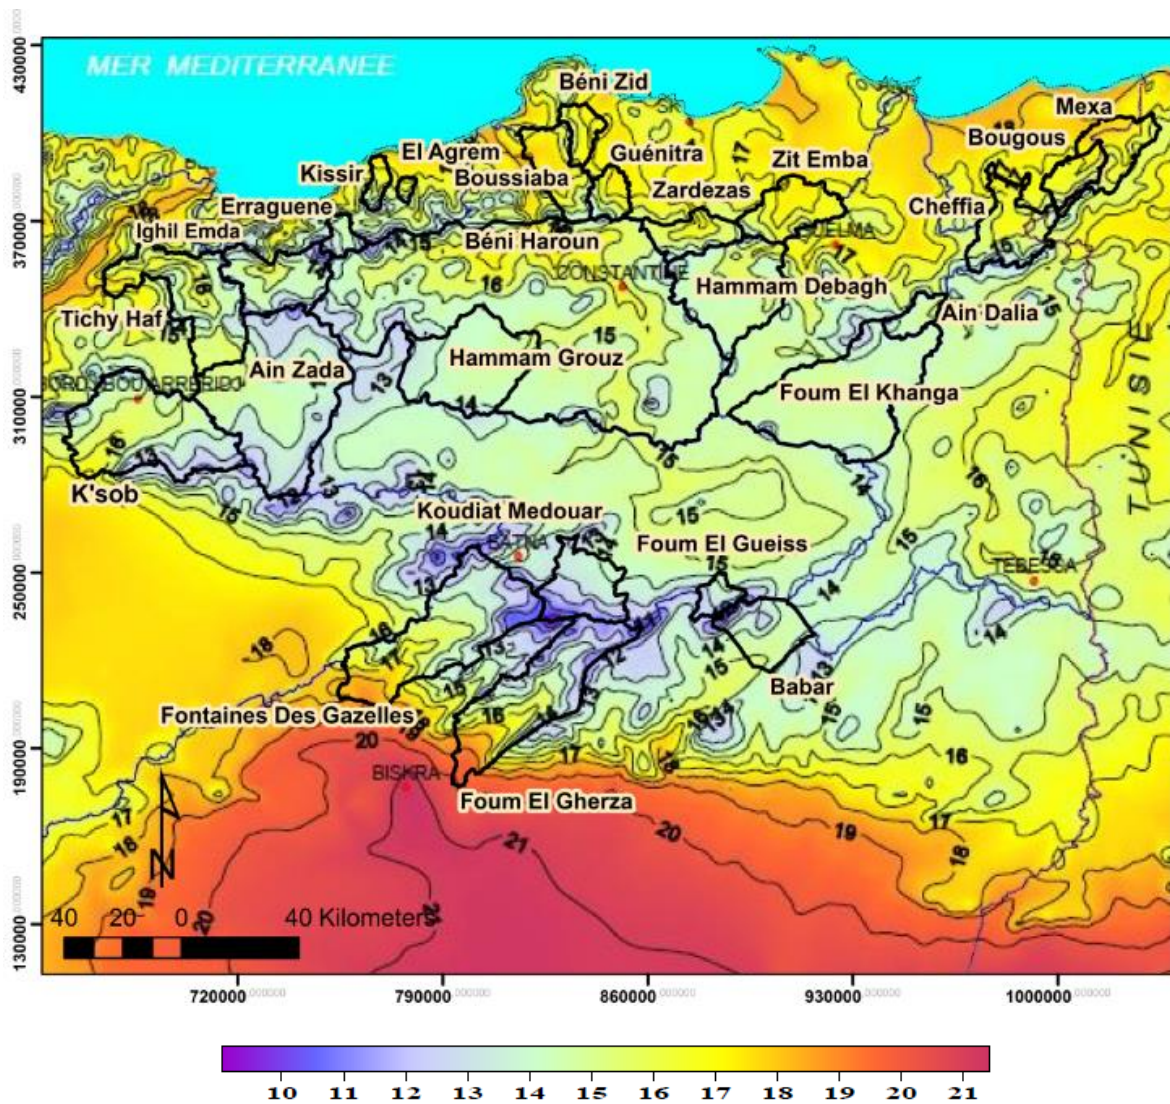 MER MEDITERRANEE
Béni Zid
Mexa
Bougous
El Agrem
Guénitra
Kissir
Boussiaba
Zit Emba
Zardezas
Erraguene
Cheffia
Ighil Emda
GUELMA
Béni Haroun
CONSTANTINE
Hammam Debagh
Tichy Haf
Ain Dalia
Hammam Grouz
Ain Zada
BORDJ BOU ARRERIDJ
Foum El Khanga
TUNISIE
K'sob
Koudiat Medouar
BATNA
Foum El Gueiss
TEBESSA
Babar
Fontaines Des Gazelles
BISKRA
Foum El Gherza
N
40 20 0 40 Kilometers
430000
370000
310000
250000
190000
130000
720000 790000 860000 930000 1000000
10 11 12 13 14 15 16 17 18 19 20 21